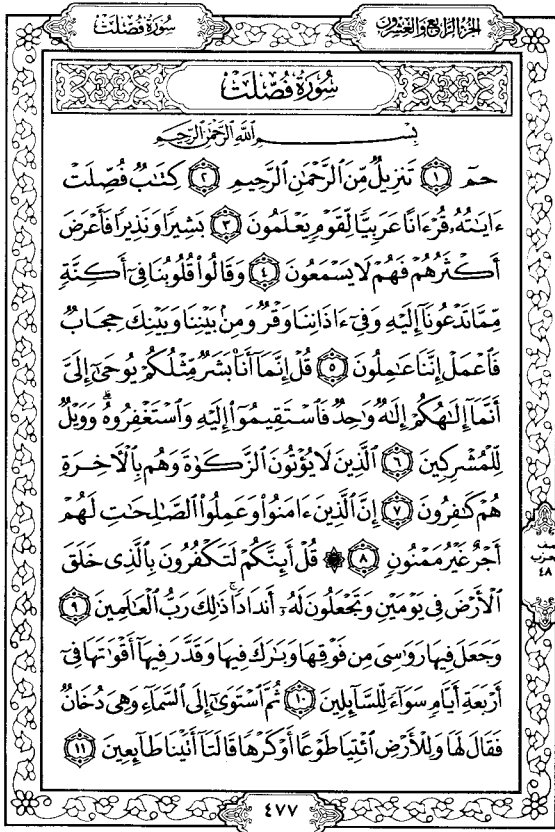 سُورَةُ فُصِّلَتْ
الجُزءُ الرَّابِعُ وَالعِشْرُونَ
سُورَةُ فُصِّلَتْ
بِسْمِ ٱللَّهِ ٱلرَّحْمَٰنِ ٱلرَّحِيمِ
حمٓ ١ تَنزِيلٌ مِّنَ ٱلرَّحْمَٰنِ ٱلرَّحِيمِ ٢ كِتَٰبٌ فُصِّلَتْ
ءَايَٰتُهُۥ قُرْءَانًا عَرَبِيًّا لِّقَوْمٍ يَعْلَمُونَ ٣ بَشِيرًا وَنَذِيرًا فَأَعْرَضَ
أَكْثَرُهُمْ فَهُمْ لَا يَسْمَعُونَ ٤ وَقَالُوا۟ قُلُوبُنَا فِىٓ أَكِنَّةٍ
مِّمَّا تَدْعُونَآ إِلَيْهِ وَفِىٓ ءَاذَانِنَا وَقْرٌ وَمِنۢ بَيْنِنَا وَبَيْنِكَ حِجَابٌ
فَٱعْمَلْ إِنَّنَا عَٰمِلُونَ ٥ قُلْ إِنَّمَآ أَنَا۠ بَشَرٌ مِّثْلُكُمْ يُوحَىٰٓ إِلَىَّ
أَنَّمَآ إِلَٰهُكُمْ إِلَٰهٌ وَٰحِدٌ فَٱسْتَقِيمُوٓا۟ إِلَيْهِ وَٱسْتَغْفِرُوهُ ۗ وَوَيْلٌ
لِّلْمُشْرِكِينَ ٦ ٱلَّذِينَ لَا يُؤْتُونَ ٱلزَّكَوٰةَ وَهُم بِٱلْءَاخِرَةِ
هُمْ كَٰفِرُونَ ٧ إِنَّ ٱلَّذِينَ ءَامَنُوا۟ وَعَمِلُوا۟ ٱلصَّٰلِحَٰتِ لَهُمْ
أَجْرٌ غَيْرُ مَمْنُونٍ ٨ ۞ قُلْ أَئِنَّكُمْ لَتَكْفُرُونَ بِٱلَّذِى خَلَقَ
ٱلْأَرْضَ فِى يَوْمَيْنِ وَتَجْعَلُونَ لَهُۥٓ أَندَادًا ۚ ذَٰلِكَ رَبُّ ٱلْعَٰلَمِينَ ٩
وَجَعَلَ فِيهَا رَوَٰسِىَ مِن فَوْقِهَا وَبَٰرَكَ فِيهَا وَقَدَّرَ فِيهَآ أَقْوَٰتَهَا فِىٓ
أَرْبَعَةِ أَيَّامٍ سَوَآءً لِّلسَّآئِلِينَ ١٠ ثُمَّ ٱسْتَوَىٰٓ إِلَى ٱلسَّمَآءِ وَهِىَ دُخَانٌ
فَقَالَ لَهَا وَلِلْأَرْضِ ٱئْتِيَا طَوْعًا أَوْ كَرْهًا قَالَتَآ أَتَيْنَا طَآئِعِينَ ١١
الحزب
٤٨
٤٧٧